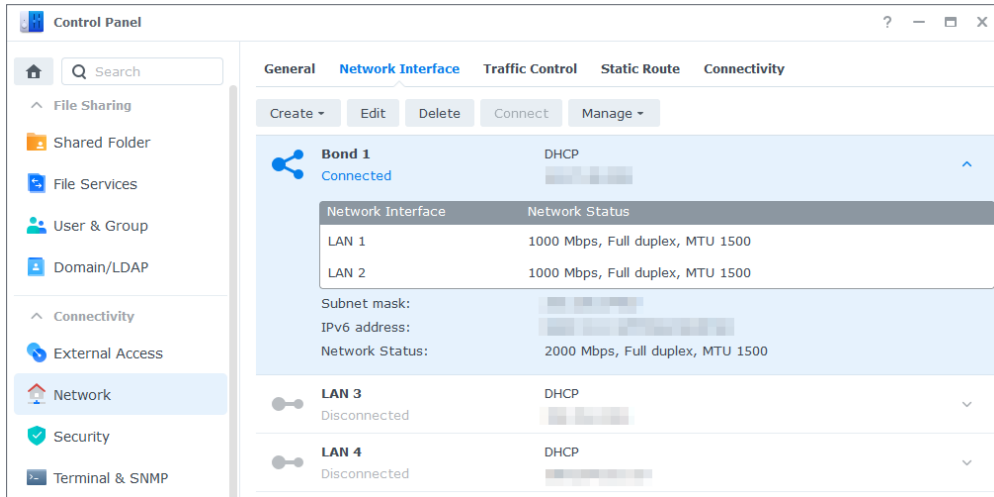 Control Panel
?
Search
General Network Interface Traffic Control Static Route Connectivity
File Sharing
Shared Folder
File Services
User & Group
Domain/LDAP
Connectivity
External Access
Network
Security
Terminal & SNMP
Create Edit Delete Connect Manage
Bond 1 DHCP
Connected
Network Interface Network Status
LAN 1 1000 Mbps, Full duplex, MTU 1500
LAN 2 1000 Mbps, Full duplex, MTU 1500
Subnet mask:
IPv6 address:
Network Status: 2000 Mbps, Full duplex, MTU 1500
LAN 3 DHCP
Disconnected
LAN 4 DHCP
Disconnected